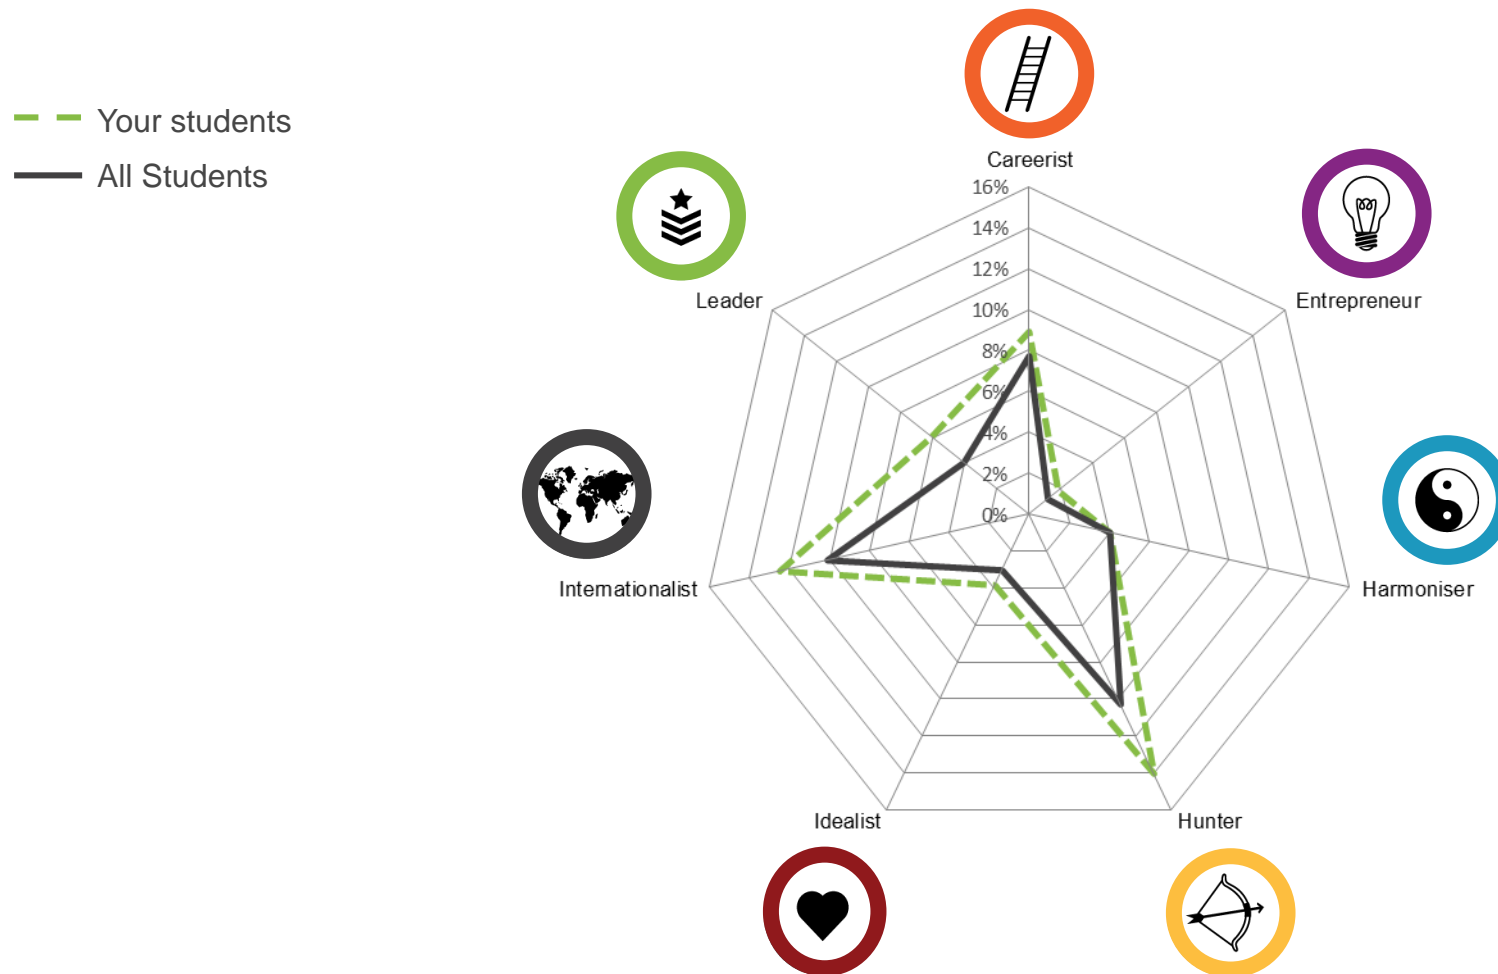 Your students
All Students
Careerist
16%
14%
12%
10%
8%
6%
4%
2%
0%
Leader
Entrepreneur
Internationalist
Harmoniser
Idealist
Hunter